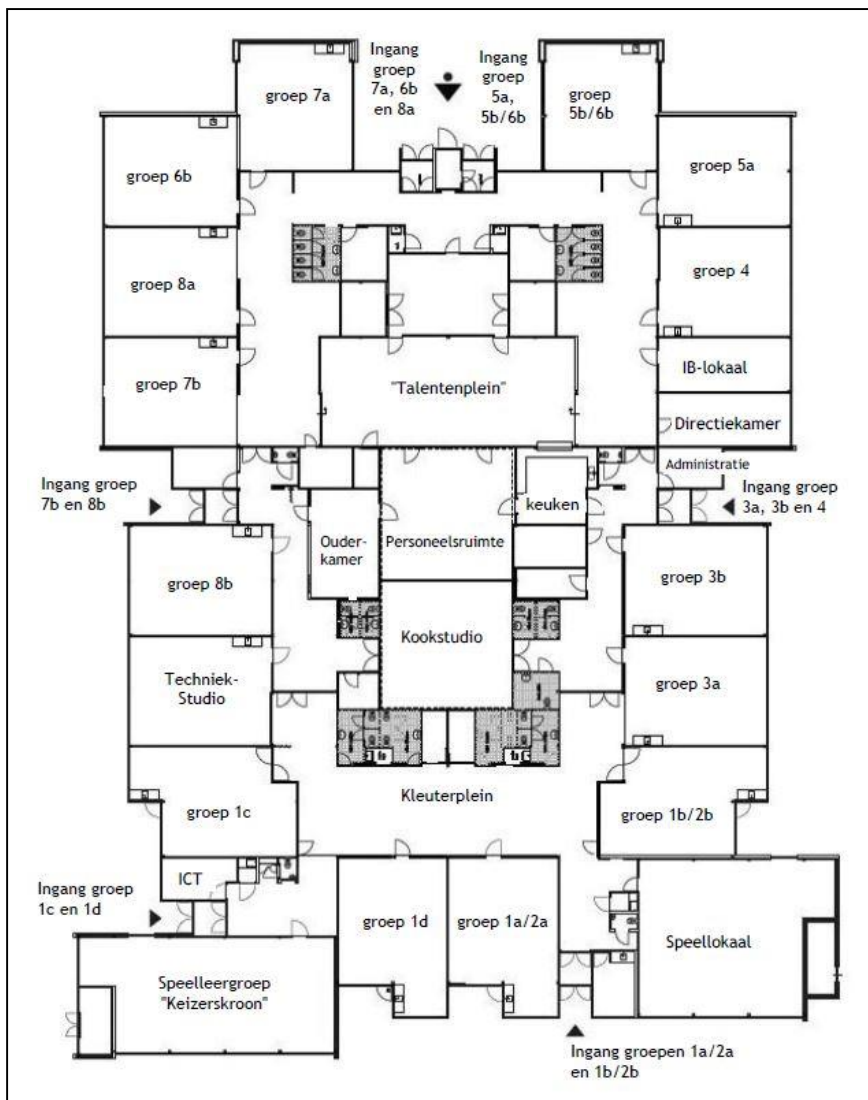 Ingang
groep
7a, 6b
en 8a
Ingang
groep
5a,
5b/6b
groep 7a
groep
5b/6b
groep 6b
groep 5a
groep 8a
groep 4
groep 7b
"Talentenplein"
IB-lokaal
Directiekamer
Administratie
Ingang groep
7b en 8b
Ingang groep
3a, 3b en 4
keuken
Ouder-
kamer
Personeelsruimte
groep 8b
groep 3b
Kookstudio
Techniek-
Studio
groep 3a
Kleuterplein
groep 1c
groep 1b/2b
ICT
Ingang groep
1c en 1d
groep 1d
groep 1a/2a
Speellokaal
Speelleergroep
"Keizerskroon"
Ingang groepen 1a/2a
en 1b/2b